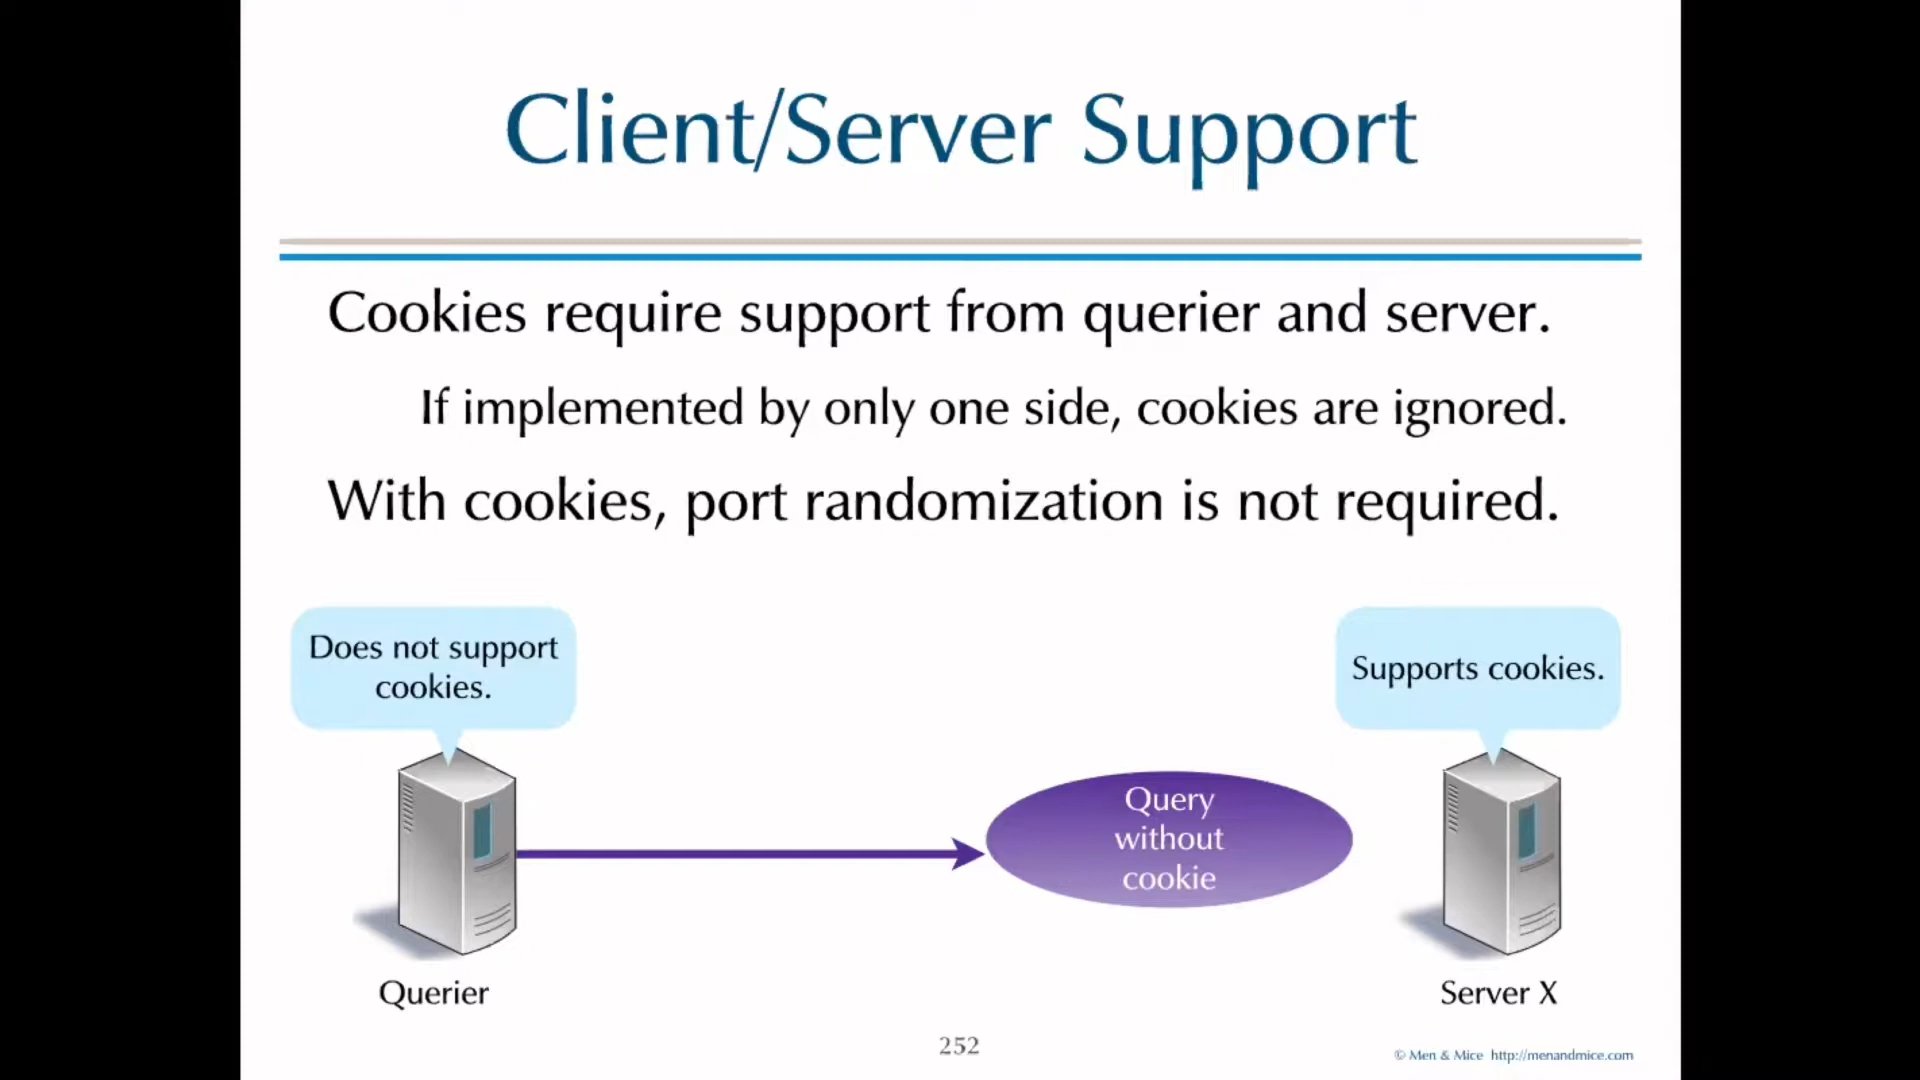 Client/Server Support
Cookies require support from querier and server.
If implemented by only one side, cookies are ignored.
With cookies, port randomization is not required.
Does not support
cookies.
Supports cookies.
Query
without
cookie
Querier
Server X
252
© Men & Mice http://menandmice.com